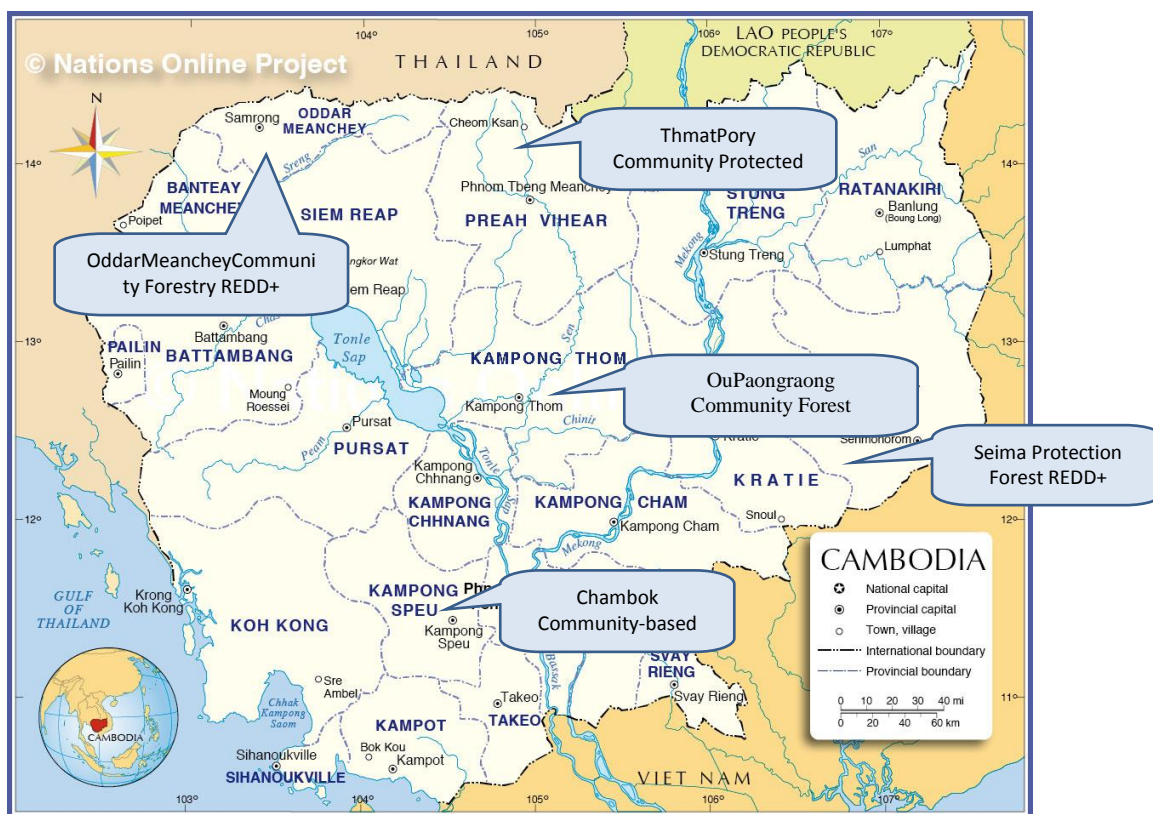 104°
105°
106°
107°
LAO PEOPLE'S
DEMOCRATIC REPUBLIC
© Nations Online Project
THAILAND
N
ODDAR
MEANCHEY
Samrong
Cheom Ksan
ThmatPory
Community Protected
14°
14°
Sreng
San
BANTEAY
Phnom Tbeng Meanchey
STUNG
TRENG
RATANAKIRI
Banlung
(Boung Long)
Poipet
SIEM REAP
PREAH VIHEAR
Mekong
Stung Treng
Lumphat
OddarMeancheyCommuni
ty Forestry REDD+
Wat
Reap
Battambang
Tonle
Sap
Sen
13°
13°
PAILIN
Pailin
BATTAMBANG
KAMPONG THOM
Moung
Roessei
Kampong Thom
OuPaongraong
Community Forest
Pursat
Chinit
Peam
PURSAT
Kratie
Senmonorom
Seima Protection
Forest REDD+
Kampong
Chhnang
Tonle
Sap
KRATIE
KAMPONG
CHHNANG
KAMPONG CHAM
Snoul
12°
12°
Kampong Cham
Mekong
CAMBODIA
National capital
Provincial capital
Town, village
International boundary
Provincial boundary
0 20 40 mi
0 20 40 60 km
Krong
Koh Kong
GULF
OF
THAILAND
KAMPONG
SPEU
Chambok
Community-based
KOH KONG
Kampong
Speu
Bassak
SVAY
RIENG
Svay Rieng
Sre
Ambel
11°
11°
Takeo
TAKEO
Chhak
Kampong
Saom
KAMPOT
CAMBODIA
Bok Kou
Kampot
Sihanoukville
SIHANOUKVILLE
VIET NAM
103°
104°
105°
106°
107°